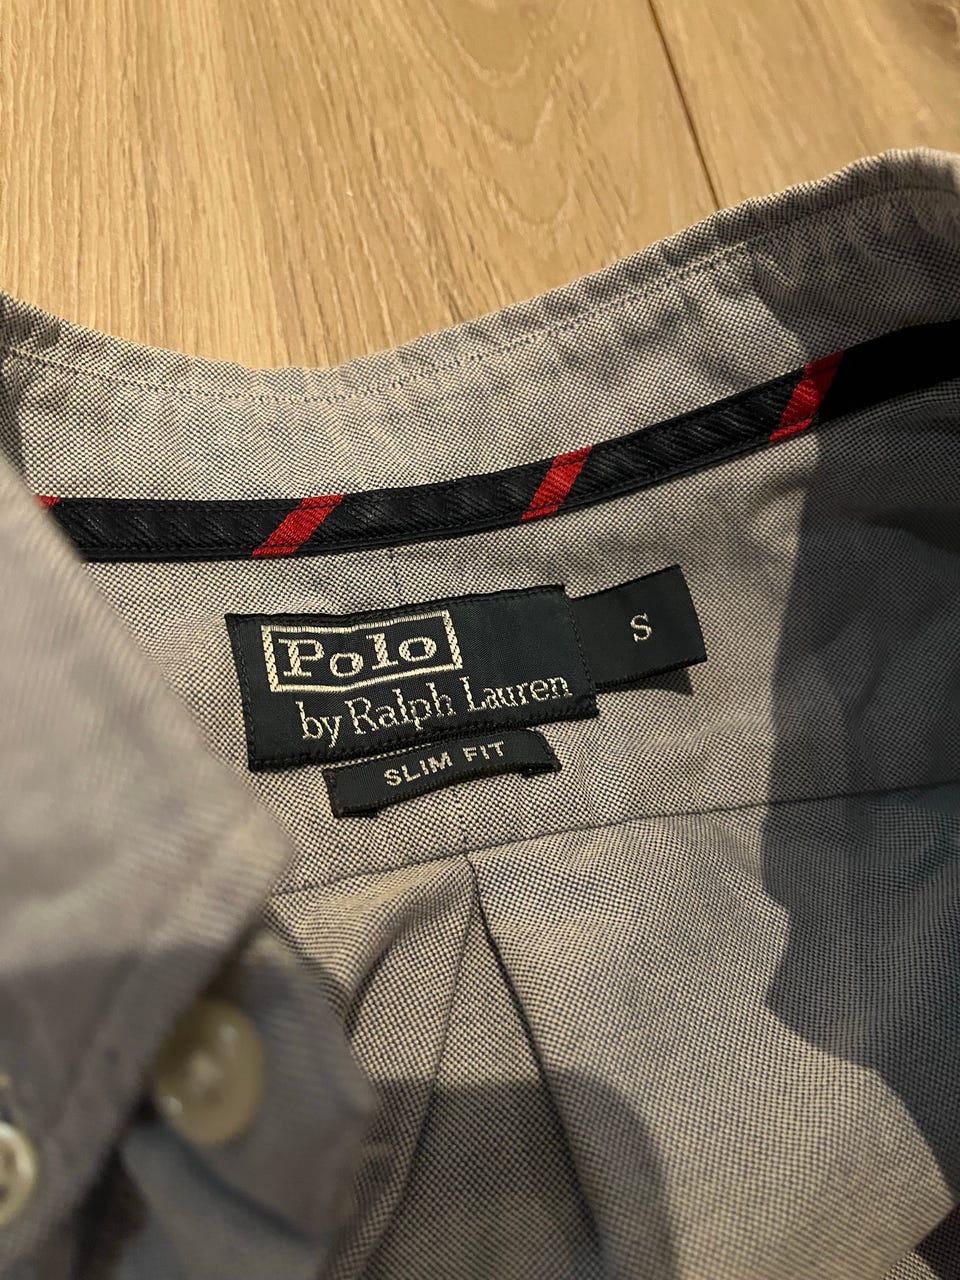 Polo
by Ralph Lauren
S
SLIM FIT